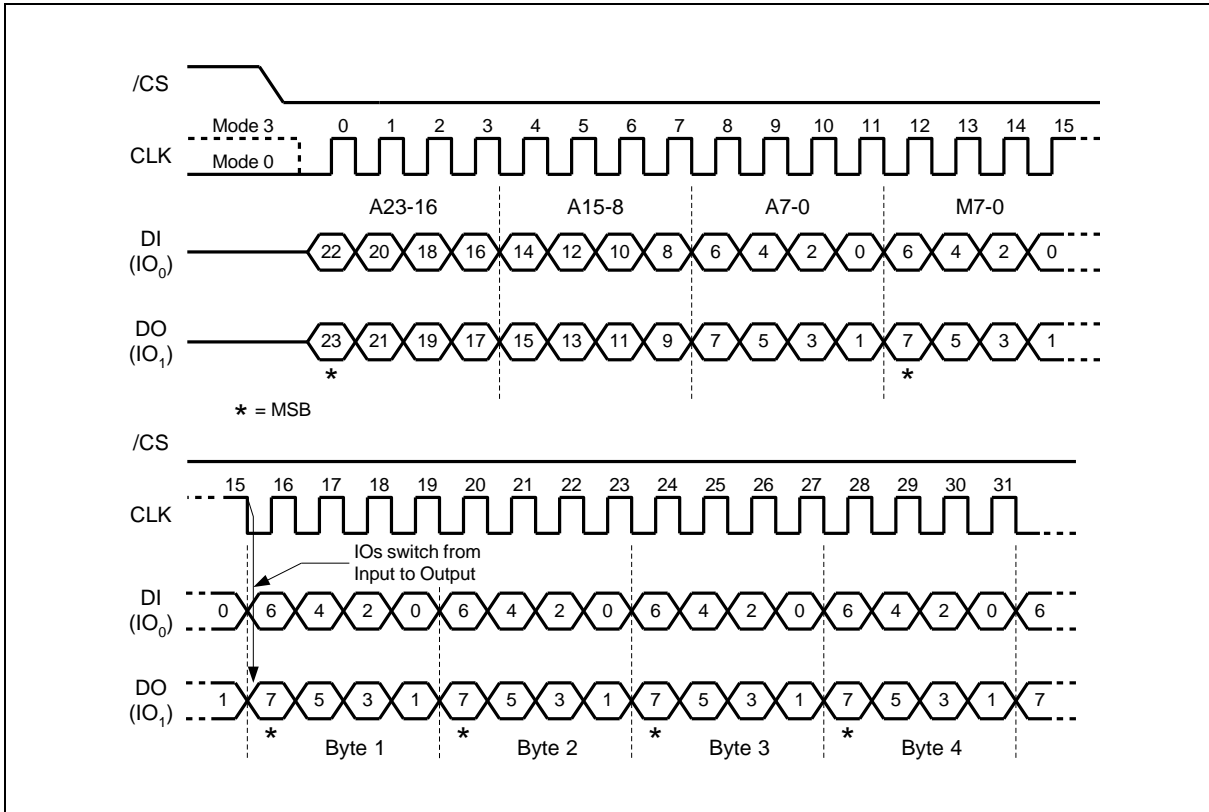 /CS
Mode 3
0 1 2 3 4 5 6 7 8 9 10 11 12 13 14 15
CLK
Mode 0
A23-16 A15-8 A7-0 M7-0
DI
(IO0)
22 20 18 16 14 12 10 8 6 4 2 0 6 4 2 0
DO
(IO1)
23 21 19 17 15 13 11 9 7 5 3 1 7 5 3 1
* *
* = MSB
/CS
15 16 17 18 19 20 21 22 23 24 25 26 27 28 29 30 31
CLK
IOs switch from
Input to Output
DI
(IO0)
0 6 4 2 0 6 4 2 0 6 4 2 0 6 4 2 0 6
DO
(IO1)
1 7 5 3 1 7 5 3 1 7 5 3 1 7 5 3 1 7
* * * *
Byte 1 Byte 2 Byte 3 Byte 4